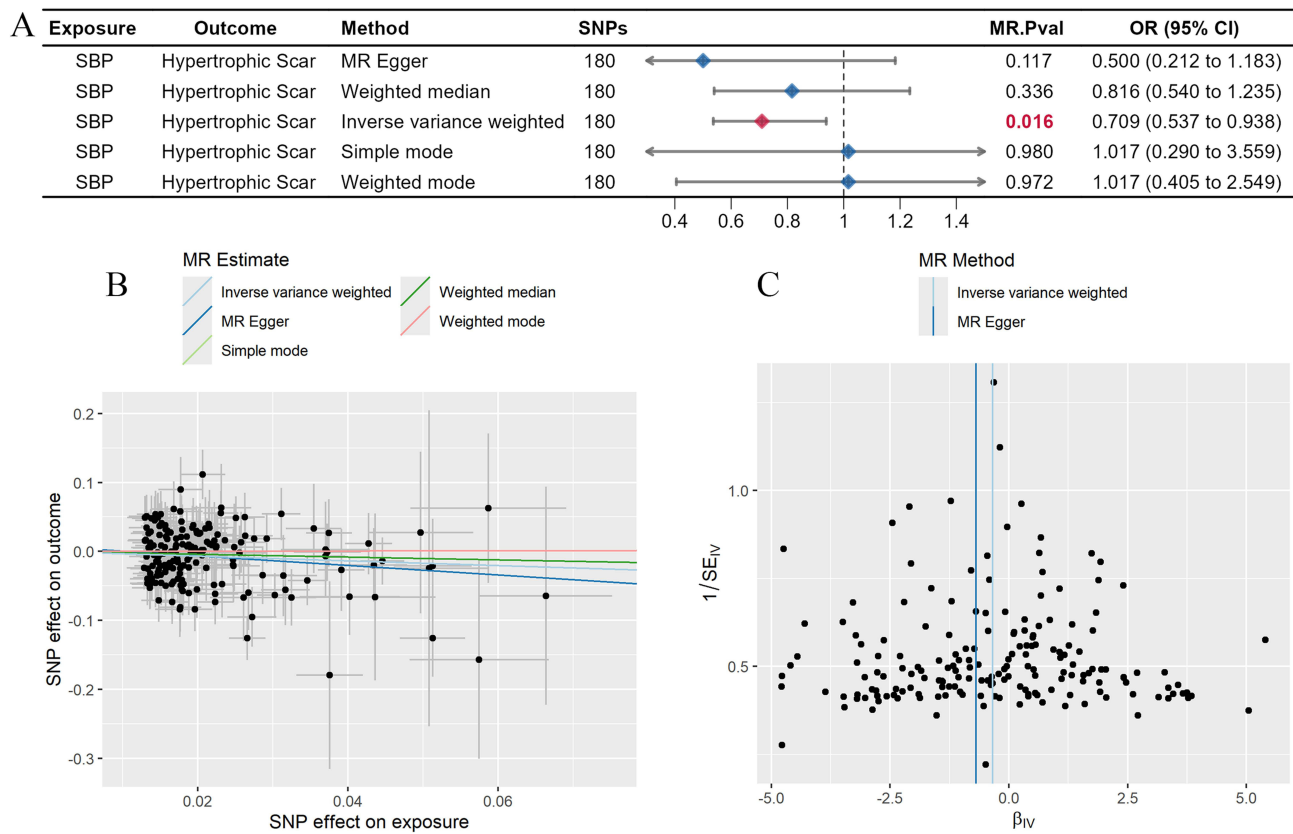 A
Exposure Outcome Method SNPs MR.Pval OR (95% CI)
SBP Hypertrophic Scar MR Egger 180 0.117 0.500 (0.212 to 1.183)
SBP Hypertrophic Scar Weighted median 180 0.336 0.816 (0.540 to 1.235)
SBP Hypertrophic Scar Inverse variance weighted 180 0.016 0.709 (0.537 to 0.938)
SBP Hypertrophic Scar Simple mode 180 0.980 1.017 (0.290 to 3.559)
SBP Hypertrophic Scar Weighted mode 180 0.972 1.017 (0.405 to 2.549)
0.4 0.6 0.8 1 1.2 1.4
B
MR Estimate
Inverse variance weighted Weighted median
MR Egger Weighted mode
Simple mode
SNP effect on outcome
0.2
0.1
0.0
-0.1
-0.2
-0.3
0.02 0.04 0.06
SNP effect on exposure
C
MR Method
Inverse variance weighted
MR Egger
1/SE_IV
1.0
0.5
-5.0 -2.5 0.0 2.5 5.0
β_IV